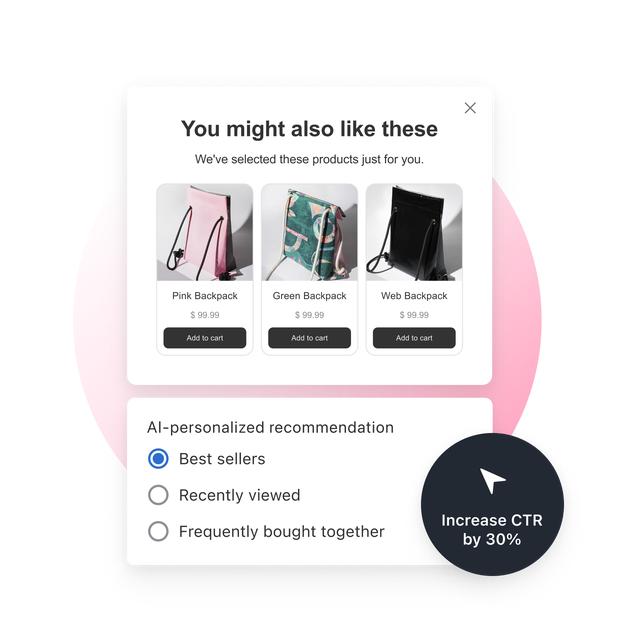 You might also like these
We've selected these products just for you.
Pink Backpack
$ 99.99
Add to cart
Green Backpack
$ 99.99
Add to cart
Web Backpack
$ 99.99
Add to cart
AI-personalized recommendation
Best sellers
Recently viewed
Frequently bought together
Increase CTR
by 30%